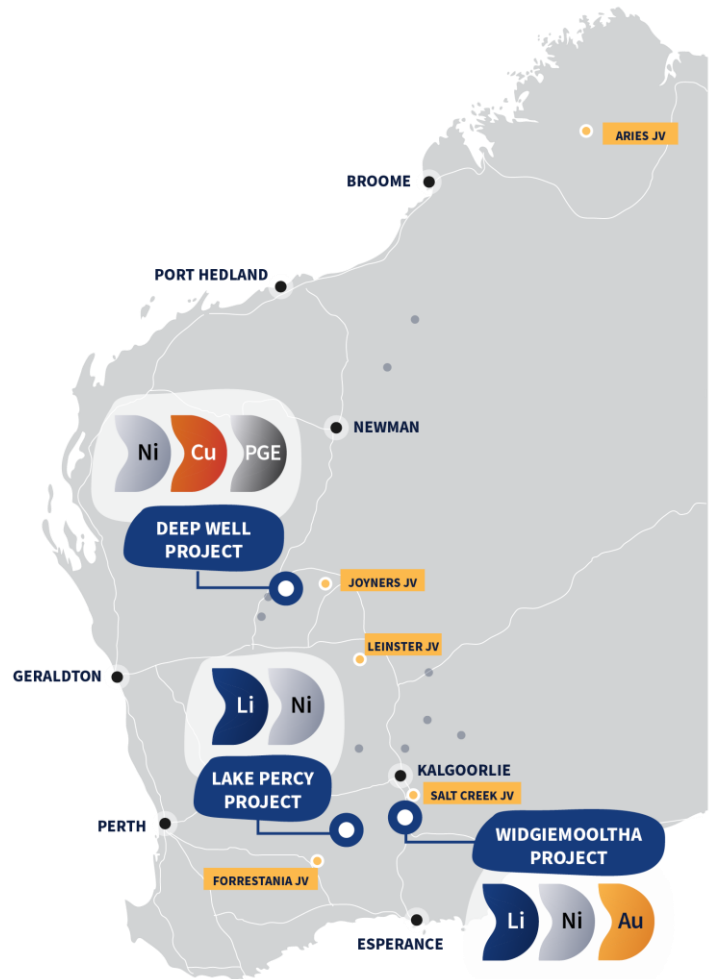 ARIES JV
BROOME
PORT HEDLAND
NEWMAN
Ni Cu PGE
DEEP WELL
PROJECT
JOYNERS JV
LEINSTER JV
GERALDTON
Li Ni
KALGOORLIE
LAKE PERCY
PROJECT
SALT CREEK JV
PERTH
WIDGIEMOOLTHA
PROJECT
FORRESTANIA JV
Li Ni Au
ESPERANCE